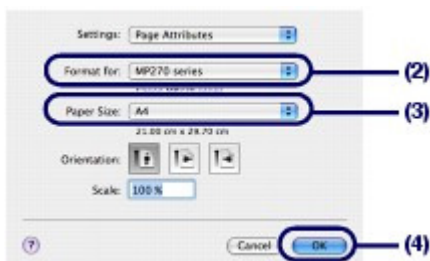 Settings: Page Attributes
Format for: MP270 series (2)
Paper Size: A4 (3)
21.00 cm x 29.70 cm
Orientation:
Scale: 100 %
? Cancel OK (4)